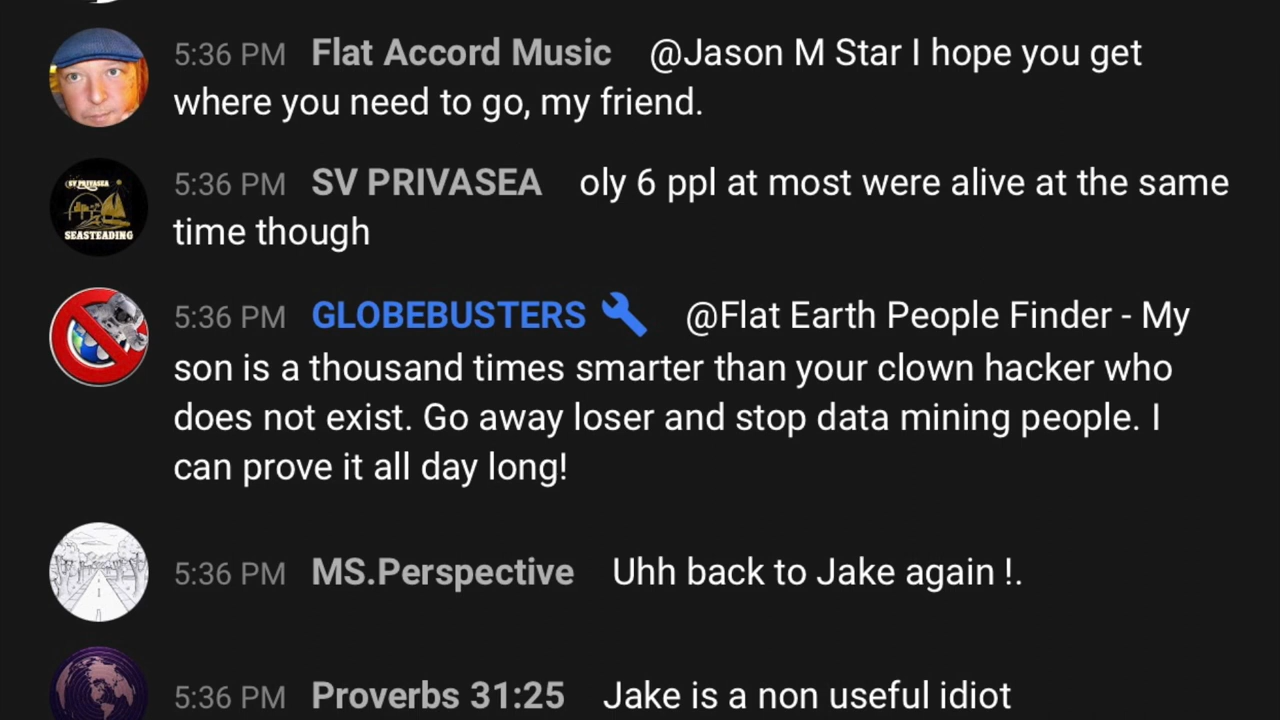 5:36 PM Flat Accord Music @Jason M Star I hope you get
where you need to go, my friend.
SV PRIVASEA
SEASTEADING
5:36 PM SV PRIVASEA oly 6 ppl at most were alive at the same
time though
5:36 PM GLOBEBUSTERS @Flat Earth People Finder - My
son is a thousand times smarter than your clown hacker who
does not exist. Go away loser and stop data mining people. I
can prove it all day long!
5:36 PM MS.Perspective Uhh back to Jake again !.
5:36 PM Proverbs 31:25 Jake is a non useful idiot